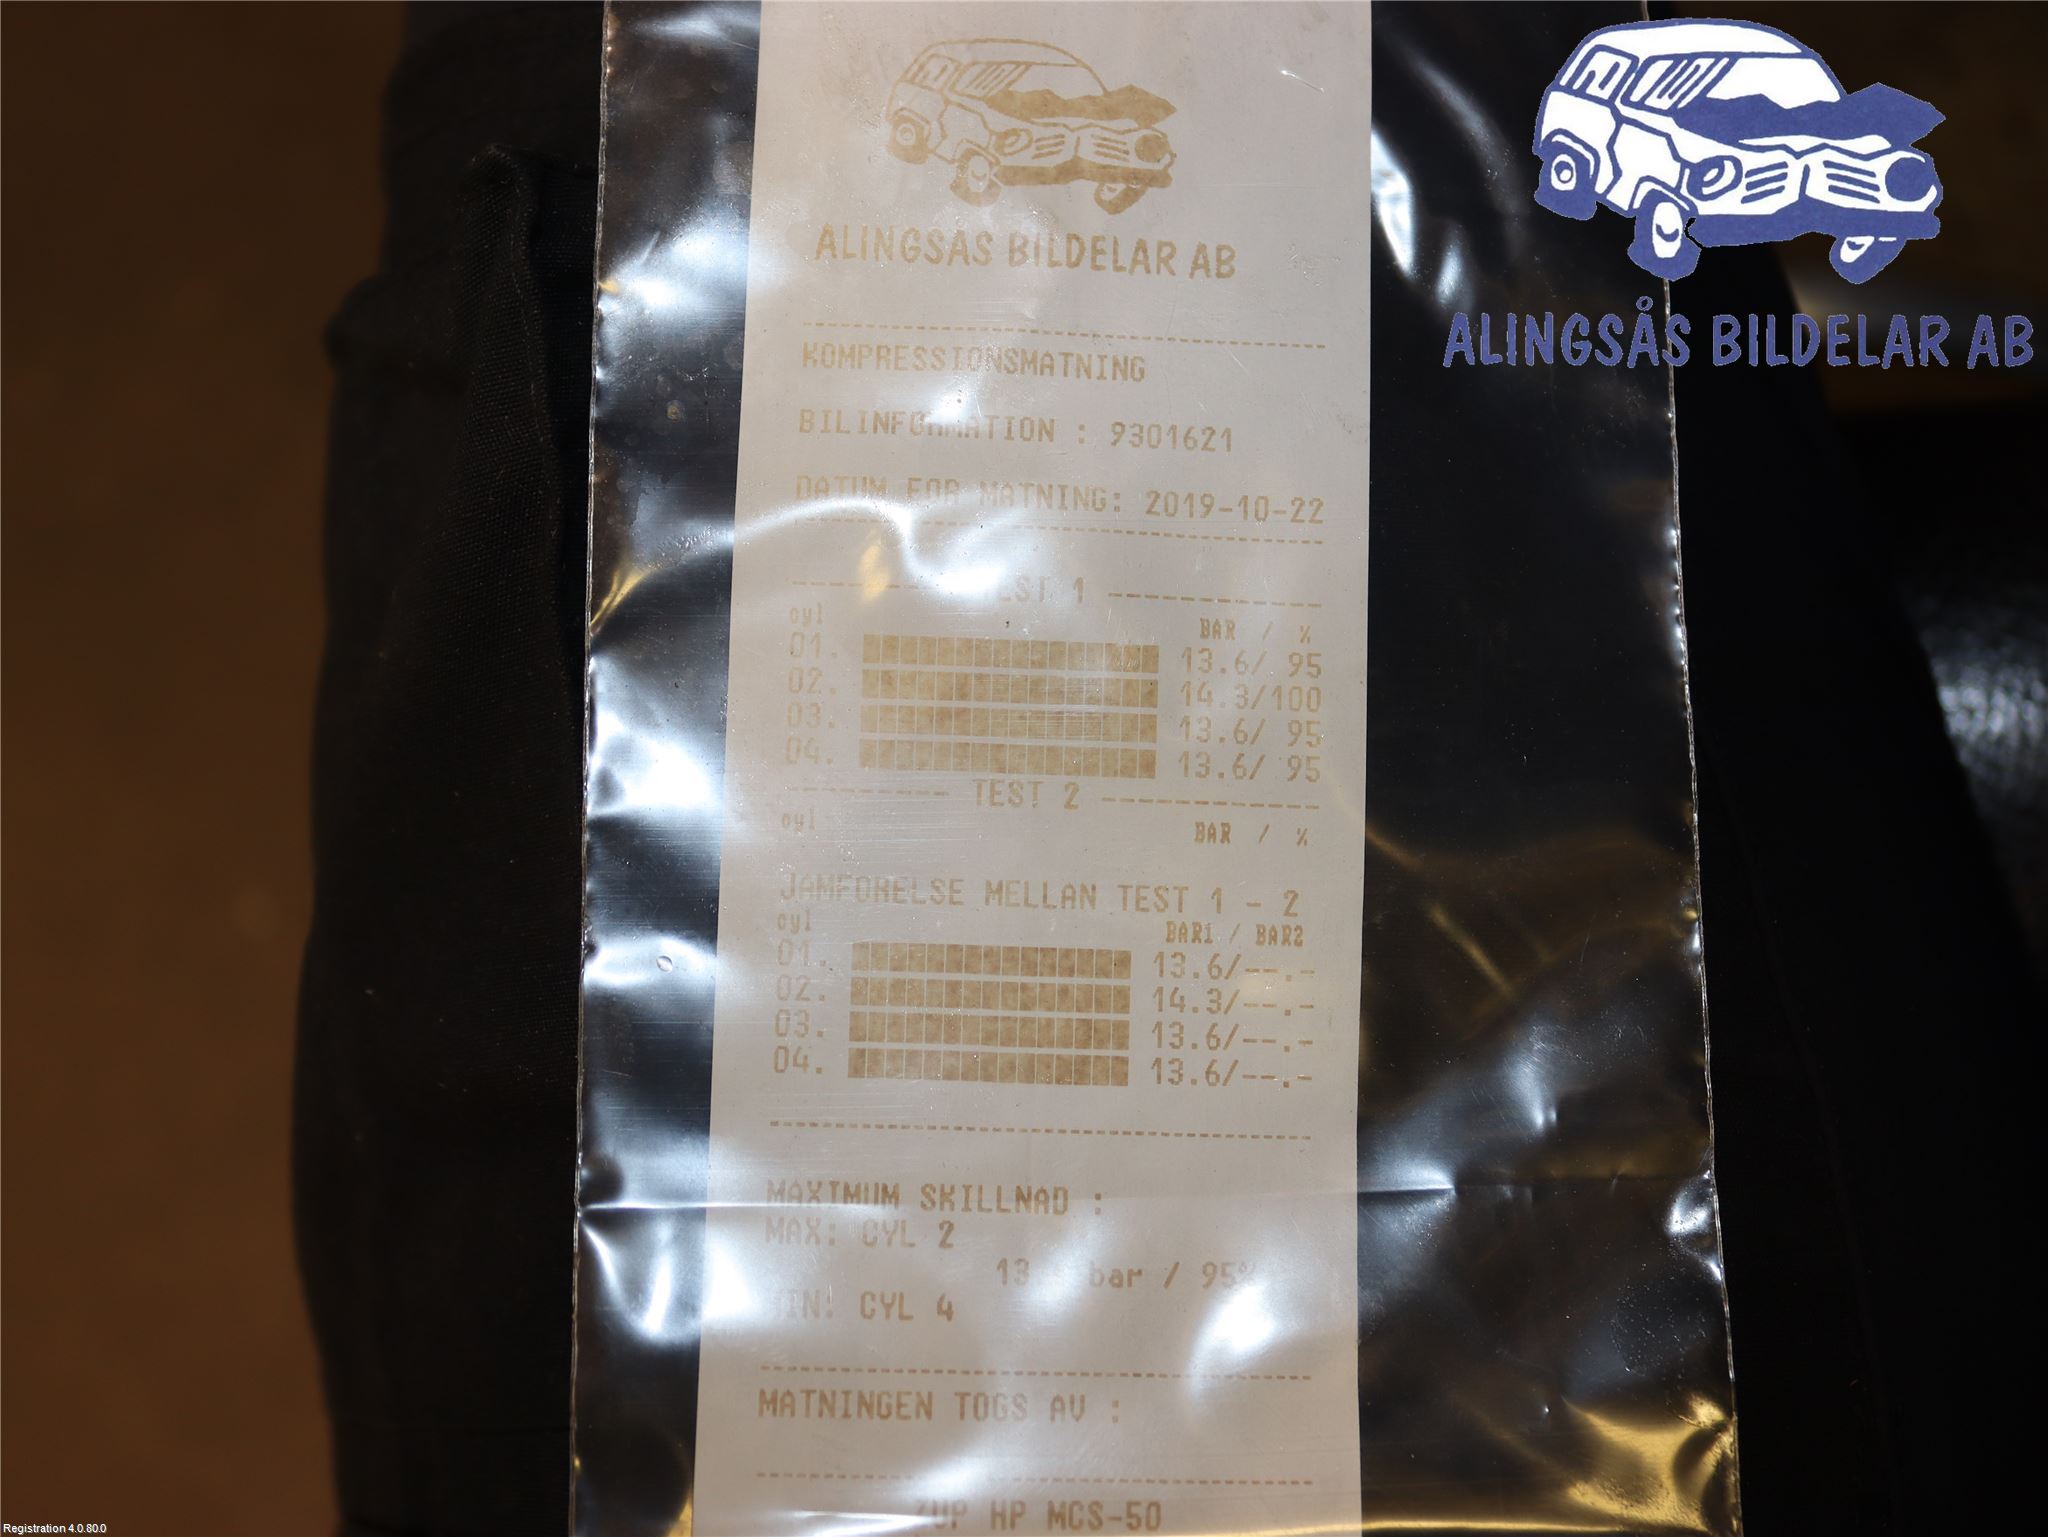 ALINGSÅS BILDELAR AB
ALINGSÅS BILDELAR AB
KOMPRESSIONSMATNING
BILINFORMATION : 9301621
DATUM FOR MATNING: 2019-10-22
TEST 1
cyl BAR / %
01. 13.6/ 95
02. 14.3/100
03. 13.6/ 95
04. 13.6/ 95
TEST 2
cyl BAR / %
JAMFORELSE MELLAN TEST 1 - 2
cyl BAR1 / BAR2
01. 13.6/--.-
02. 14.3/--.-
03. 13.6/--.-
04. 13.6/--.-
MAXIMUM SKILLNAD :
MAX: CYL 2
bar / 95%
MIN: CYL 4
MATNINGEN TOGS AV :
HP MCS-50
Registration 4.0.80.0